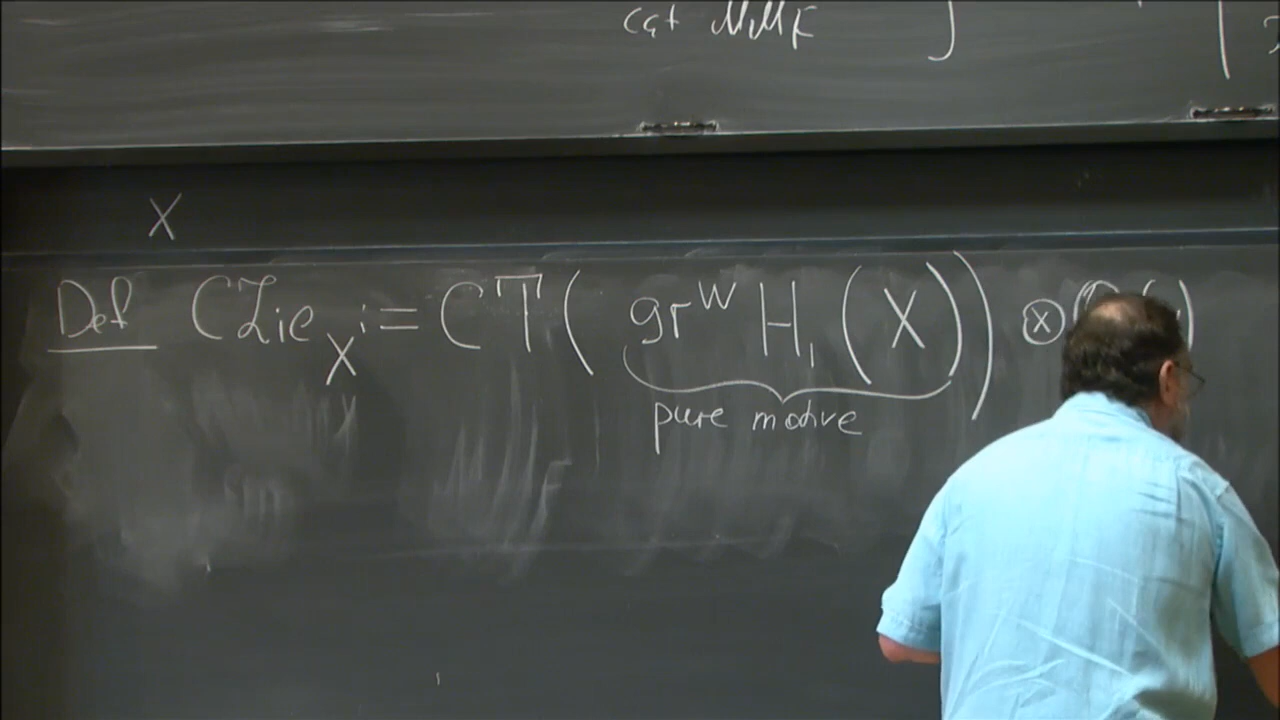 Cat MMF
X
Def CLie_X := CT( gr^W H_1 (X) ) ⊗
pure motive